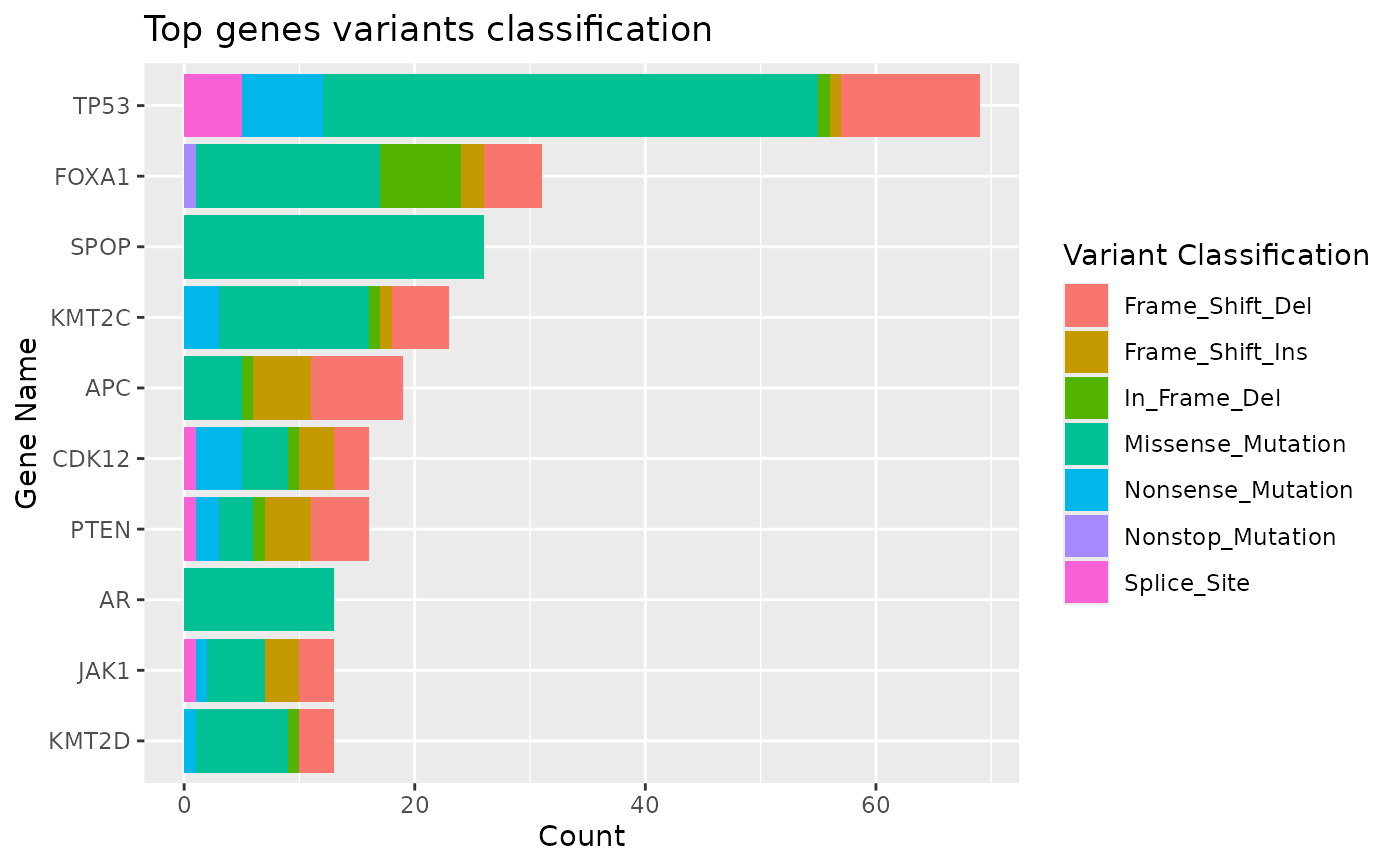 Top genes variants classification
Gene Name
TP53
FOXA1
SPOP
KMT2C
APC
CDK12
PTEN
AR
JAK1
KMT2D
0
20
40
60
Count
Variant Classification
Frame_Shift_Del
Frame_Shift_Ins
In_Frame_Del
Missense_Mutation
Nonsense_Mutation
Nonstop_Mutation
Splice_Site